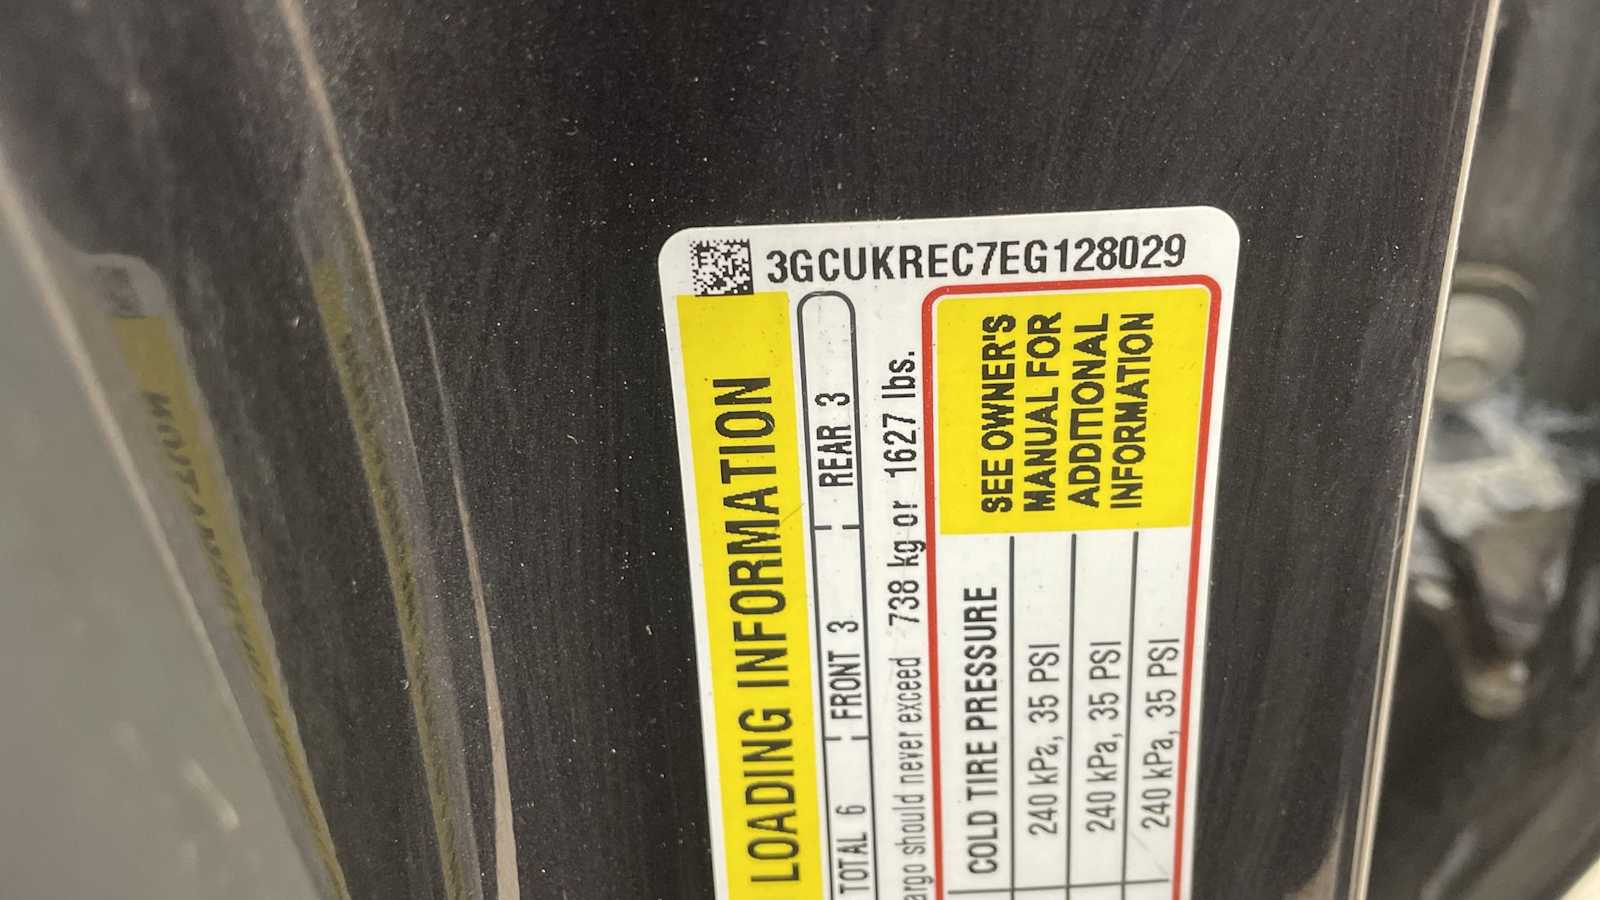 3GCUKREC7EG128029
LOADING INFORMATION
TOTAL 6 FRONT 3 REAR 3
should never exceed 738 kg or 1627 lbs.
COLD TIRE PRESSURE
240 kPa, 35 PSI
240 kPa, 35 PSI
240 kPa, 35 PSI
SEE OWNER'S
MANUAL FOR
ADDITIONAL
INFORMATION